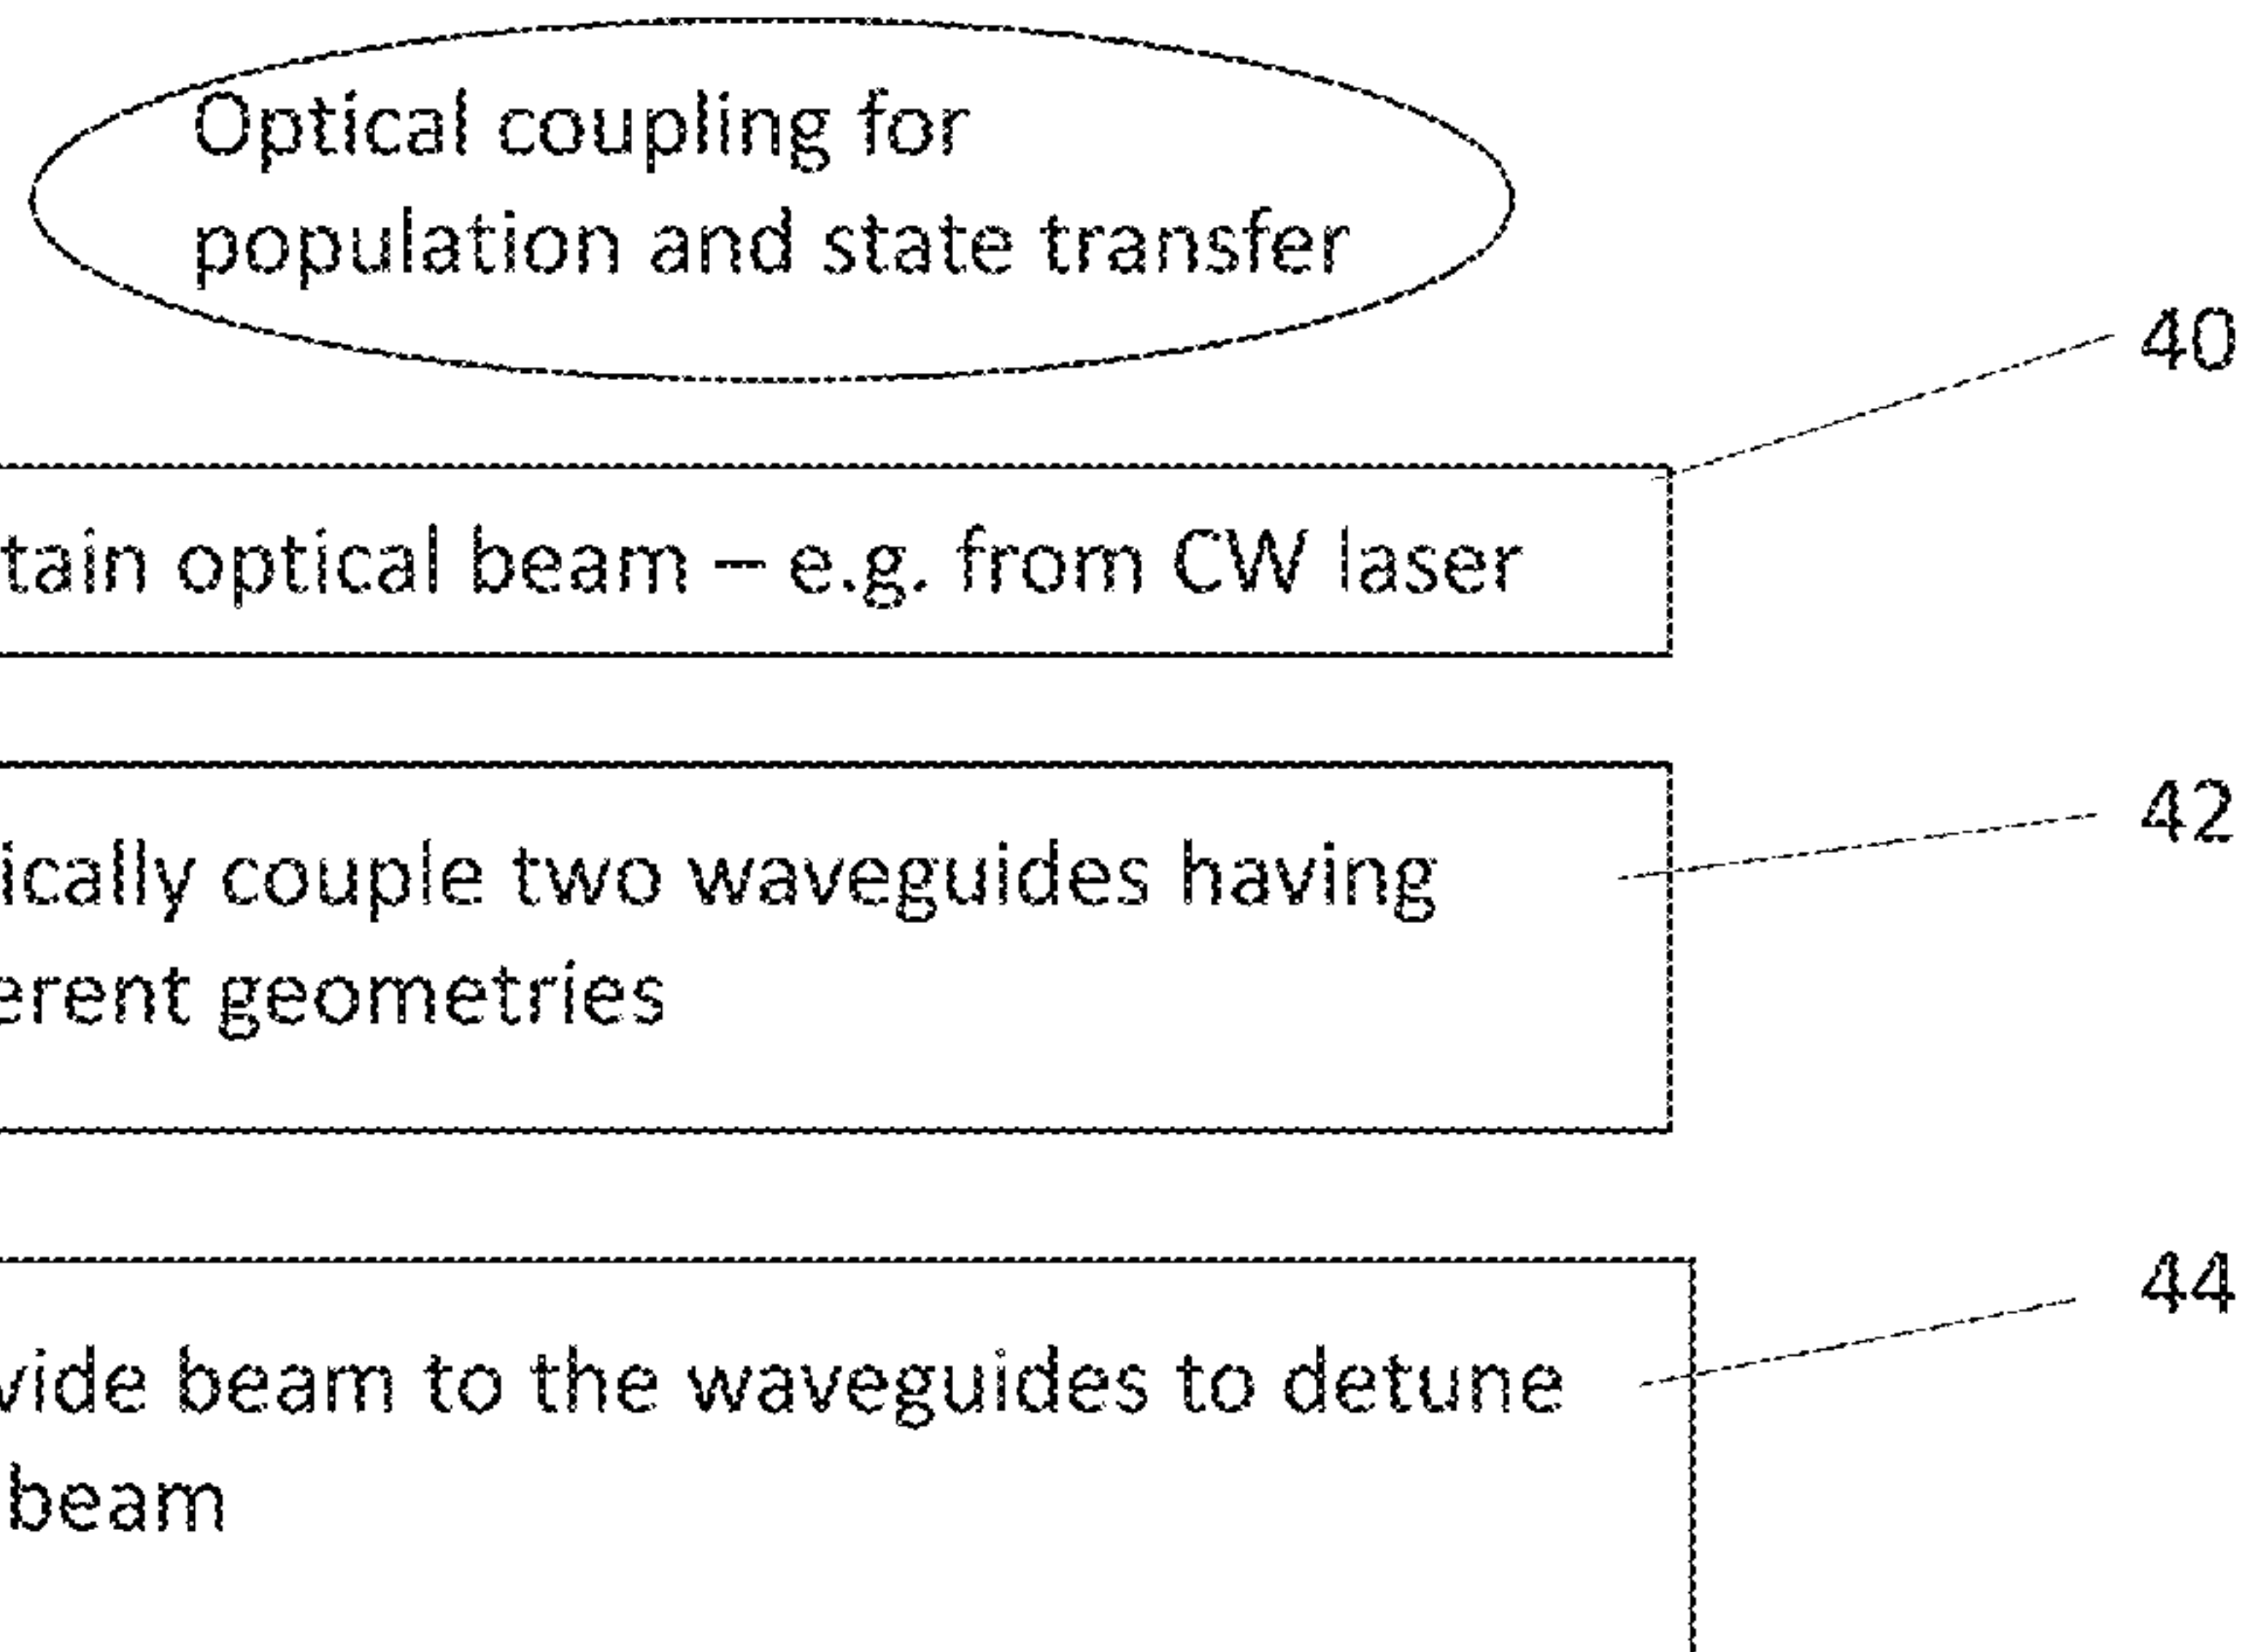 Optical coupling for
population and state transfer
40
tain optical beam – e.g. from CW laser
42
ically couple two waveguides having
erent geometries
44
vide beam to the waveguides to detune
beam